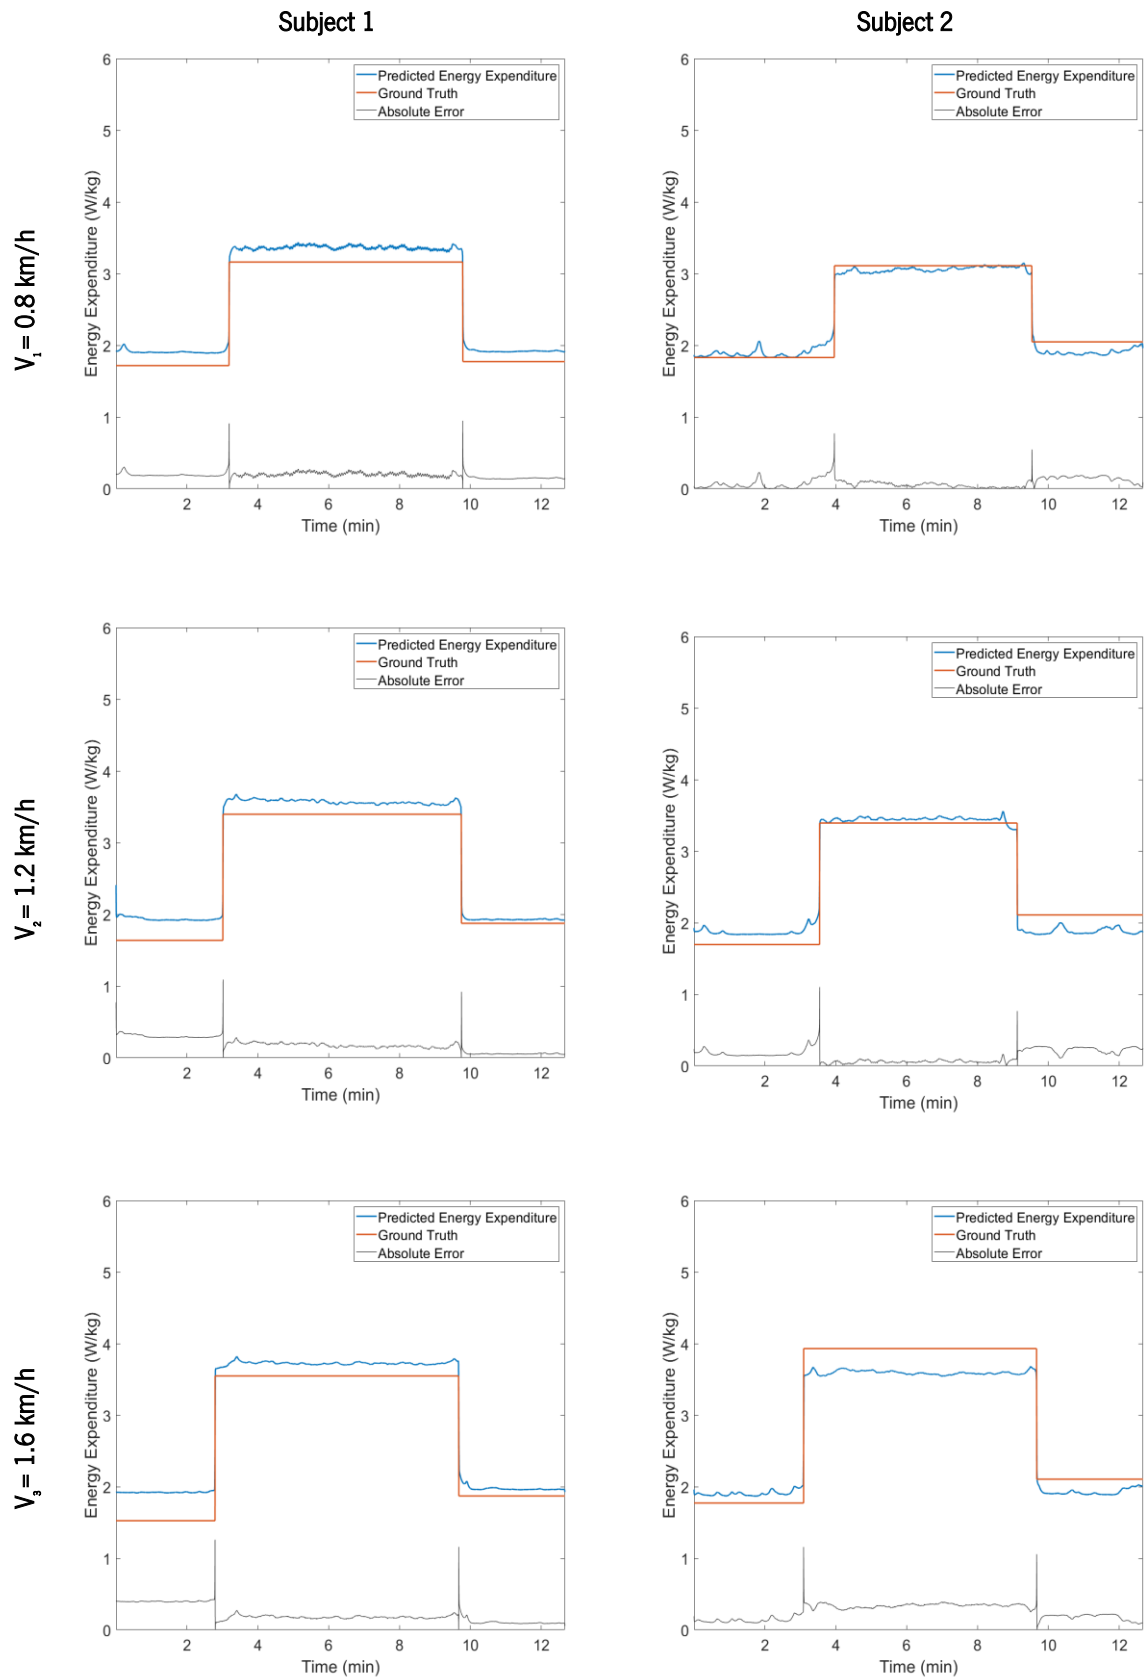 Subject 1
Subject 2
V₁ = 0.8 km/h
Energy Expenditure (W/kg)
6
5
4
3
2
1
0
Predicted Energy Expenditure
Ground Truth
Absolute Error
2 4 6 8 10 12
Time (min)
Energy Expenditure (W/kg)
6
5
4
3
2
1
0
Predicted Energy Expenditure
Ground Truth
Absolute Error
2 4 6 8 10 12
Time (min)
V₂ = 1.2 km/h
Energy Expenditure (W/kg)
6
5
4
3
2
1
0
Predicted Energy Expenditure
Ground Truth
Absolute Error
2 4 6 8 10 12
Time (min)
Energy Expenditure (W/kg)
6
5
4
3
2
1
0
Predicted Energy Expenditure
Ground Truth
Absolute Error
2 4 6 8 10 12
Time (min)
V₃ = 1.6 km/h
Energy Expenditure (W/kg)
6
5
4
3
2
1
0
Predicted Energy Expenditure
Ground Truth
Absolute Error
2 4 6 8 10 12
Time (min)
Energy Expenditure (W/kg)
6
5
4
3
2
1
0
Predicted Energy Expenditure
Ground Truth
Absolute Error
2 4 6 8 10 12
Time (min)